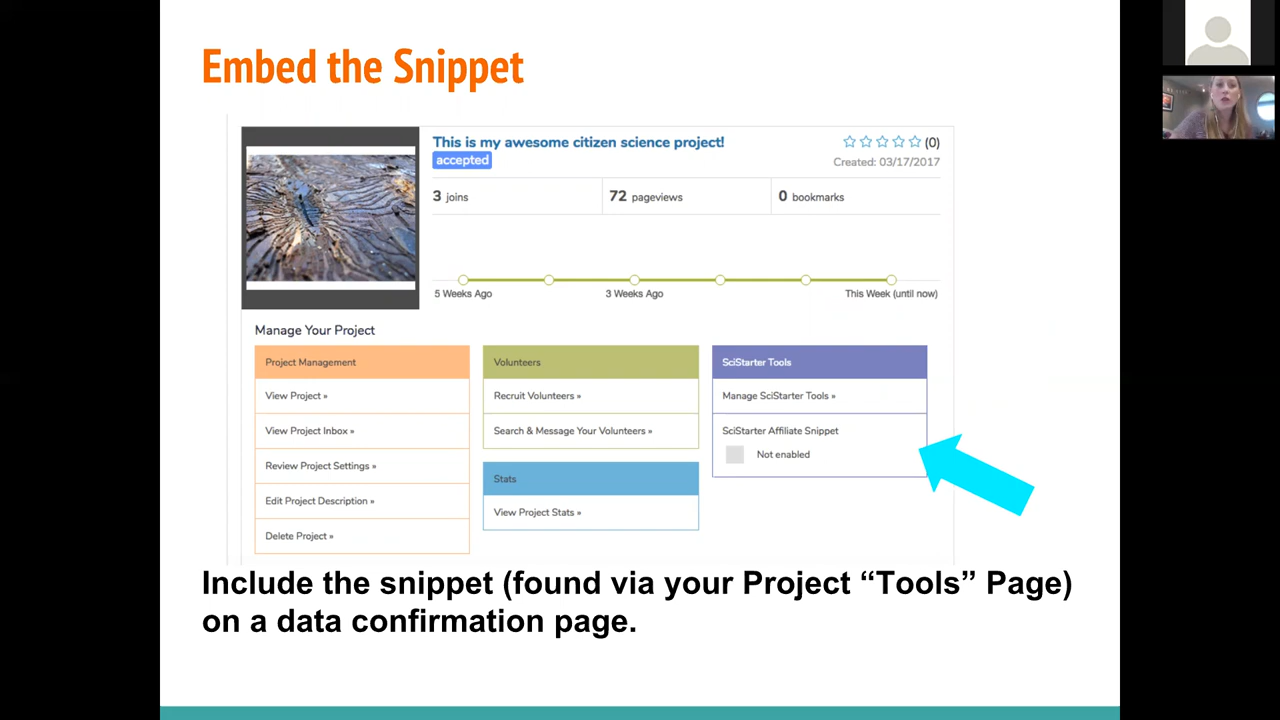 Embed the Snippet
This is my awesome citizen science project!
(0)
accepted
Created: 03/17/2017
3 joins
72 pageviews
0 bookmarks
5 Weeks Ago
3 Weeks Ago
This Week (until now)
Manage Your Project
Project Management
View Project »
View Project Inbox »
Review Project Settings »
Edit Project Description »
Delete Project »
Volunteers
Recruit Volunteers »
Search & Message Your Volunteers »
Stats
View Project Stats »
SciStarter Tools
Manage SciStarter Tools »
SciStarter Affiliate Snippet
Not enabled
Include the snippet (found via your Project “Tools” Page)
on a data confirmation page.